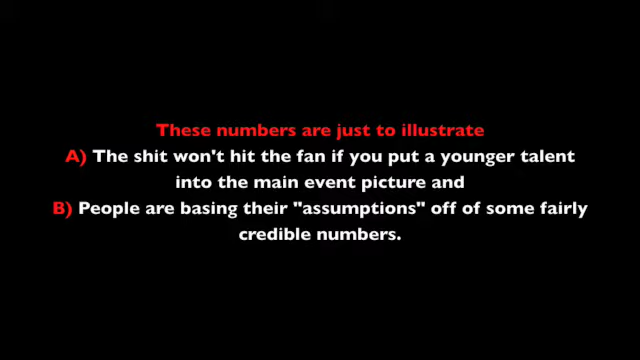 These numbers are just to illustrate
A) The shit won't hit the fan if you put a younger talent
into the main event picture and
B) People are basing their "assumptions" off of some fairly
credible numbers.